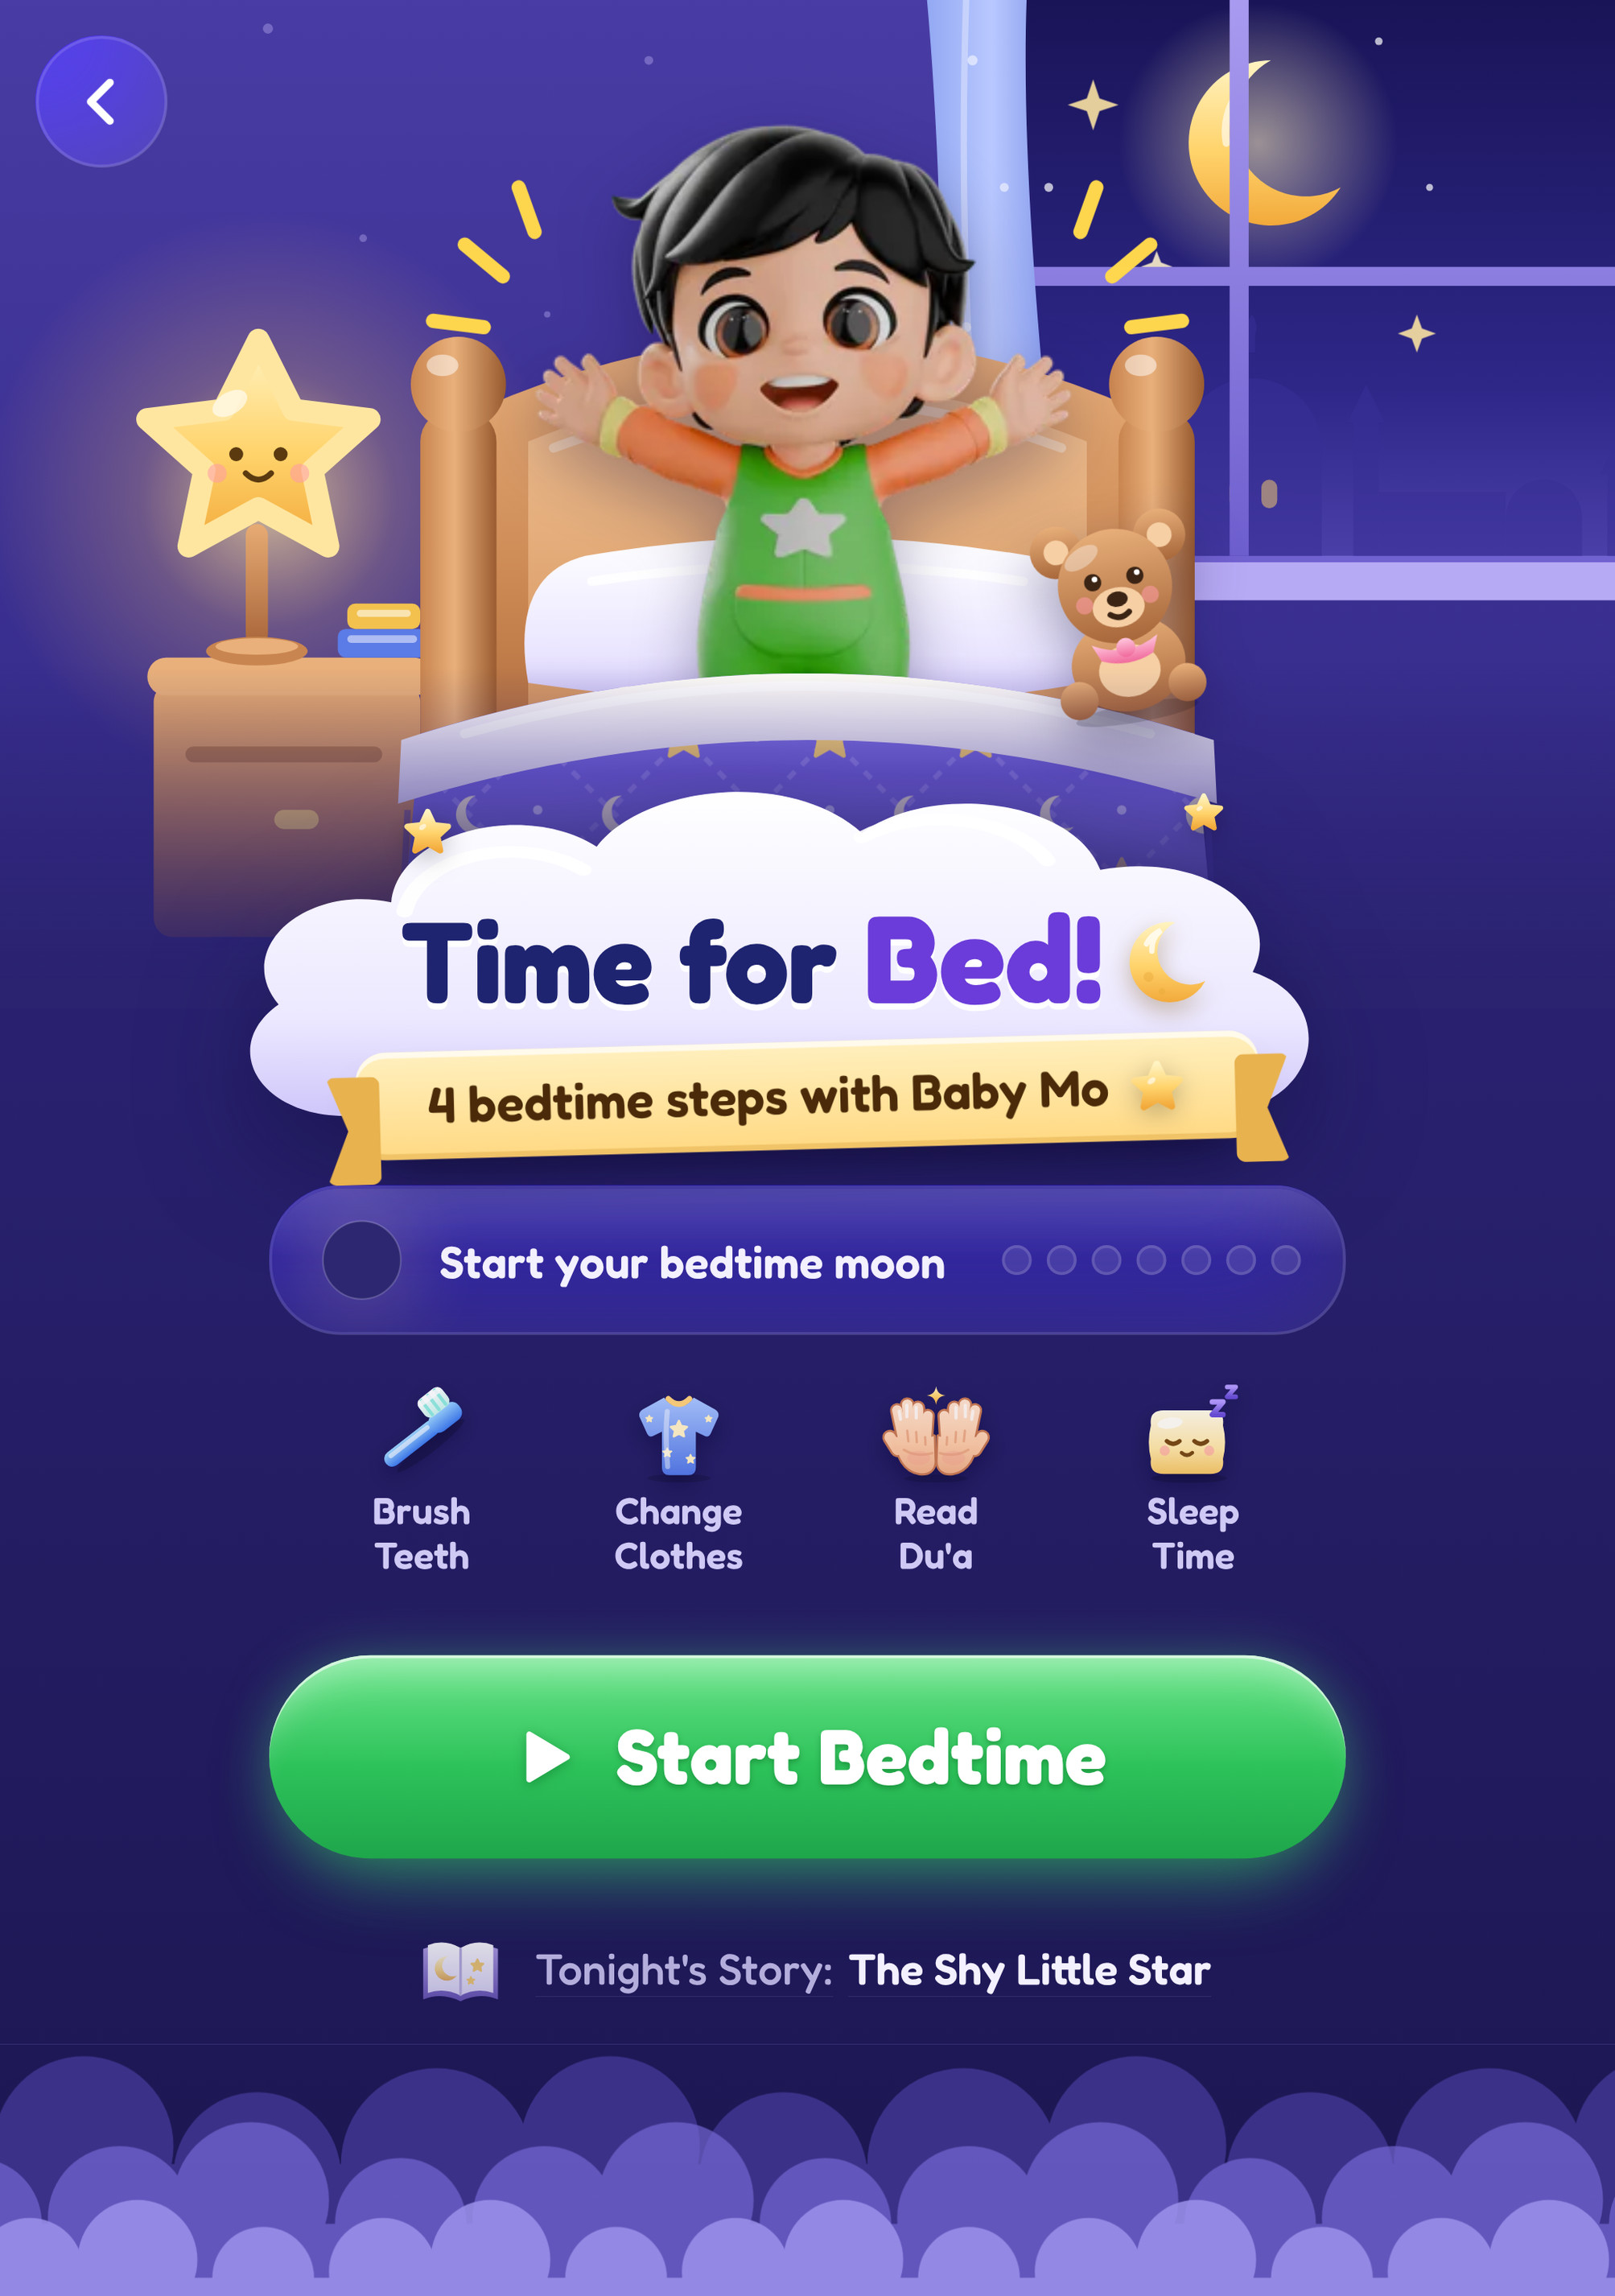 Time for Bed!
4 bedtime steps with Baby Mo
Start your bedtime moon
Brush
Teeth
Change
Clothes
Read
Du'a
z
z
Sleep
Time
Start Bedtime
Tonight's Story: The Shy Little Star